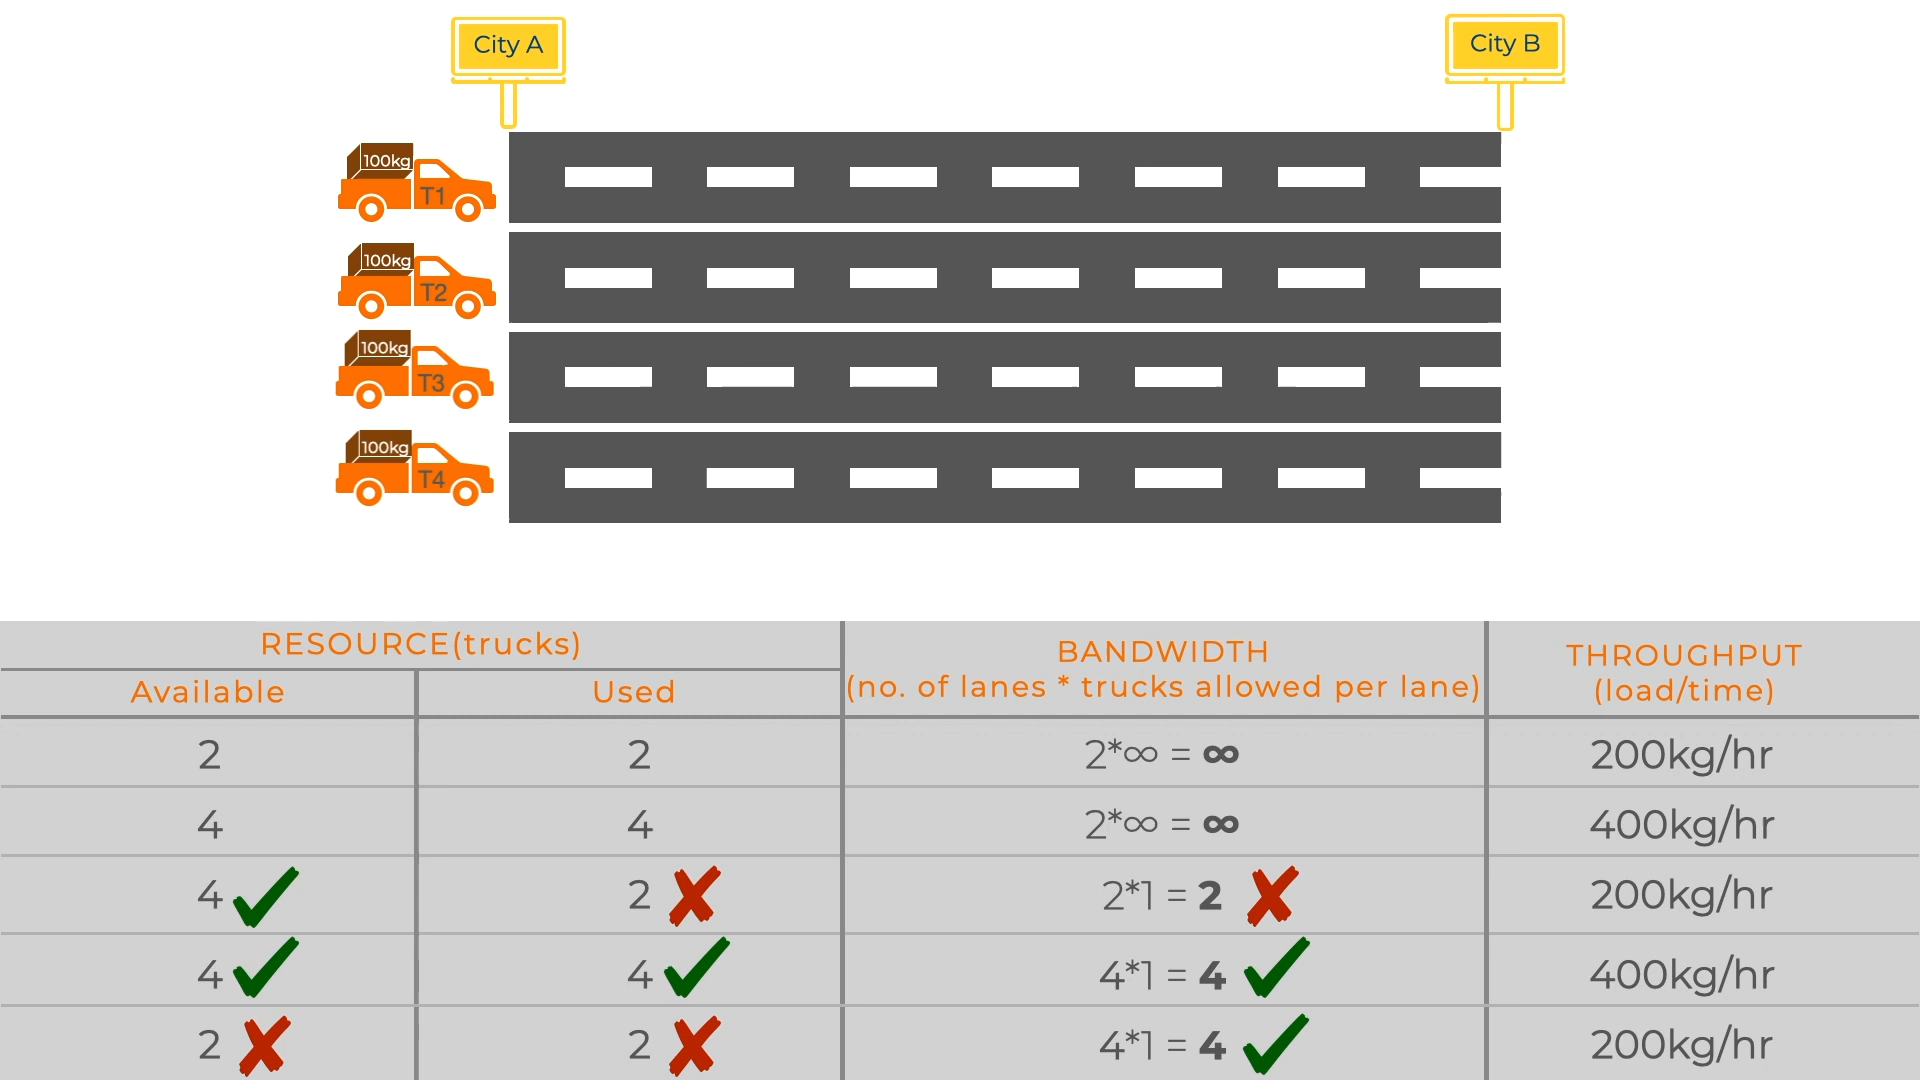 City A
City B
100kg
T1
100kg
T2
100kg
T3
100kg
T4
RESOURCE(trucks)
BANDWIDTH
(no. of lanes * trucks allowed per lane)
THROUGHPUT
(load/time)
Available
Used
2
2
2*∞ = ∞
200kg/hr
4
4
2*∞ = ∞
400kg/hr
4
2
2*1 = 2
200kg/hr
4
4
4*1 = 4
400kg/hr
2
2
4*1 = 4
200kg/hr